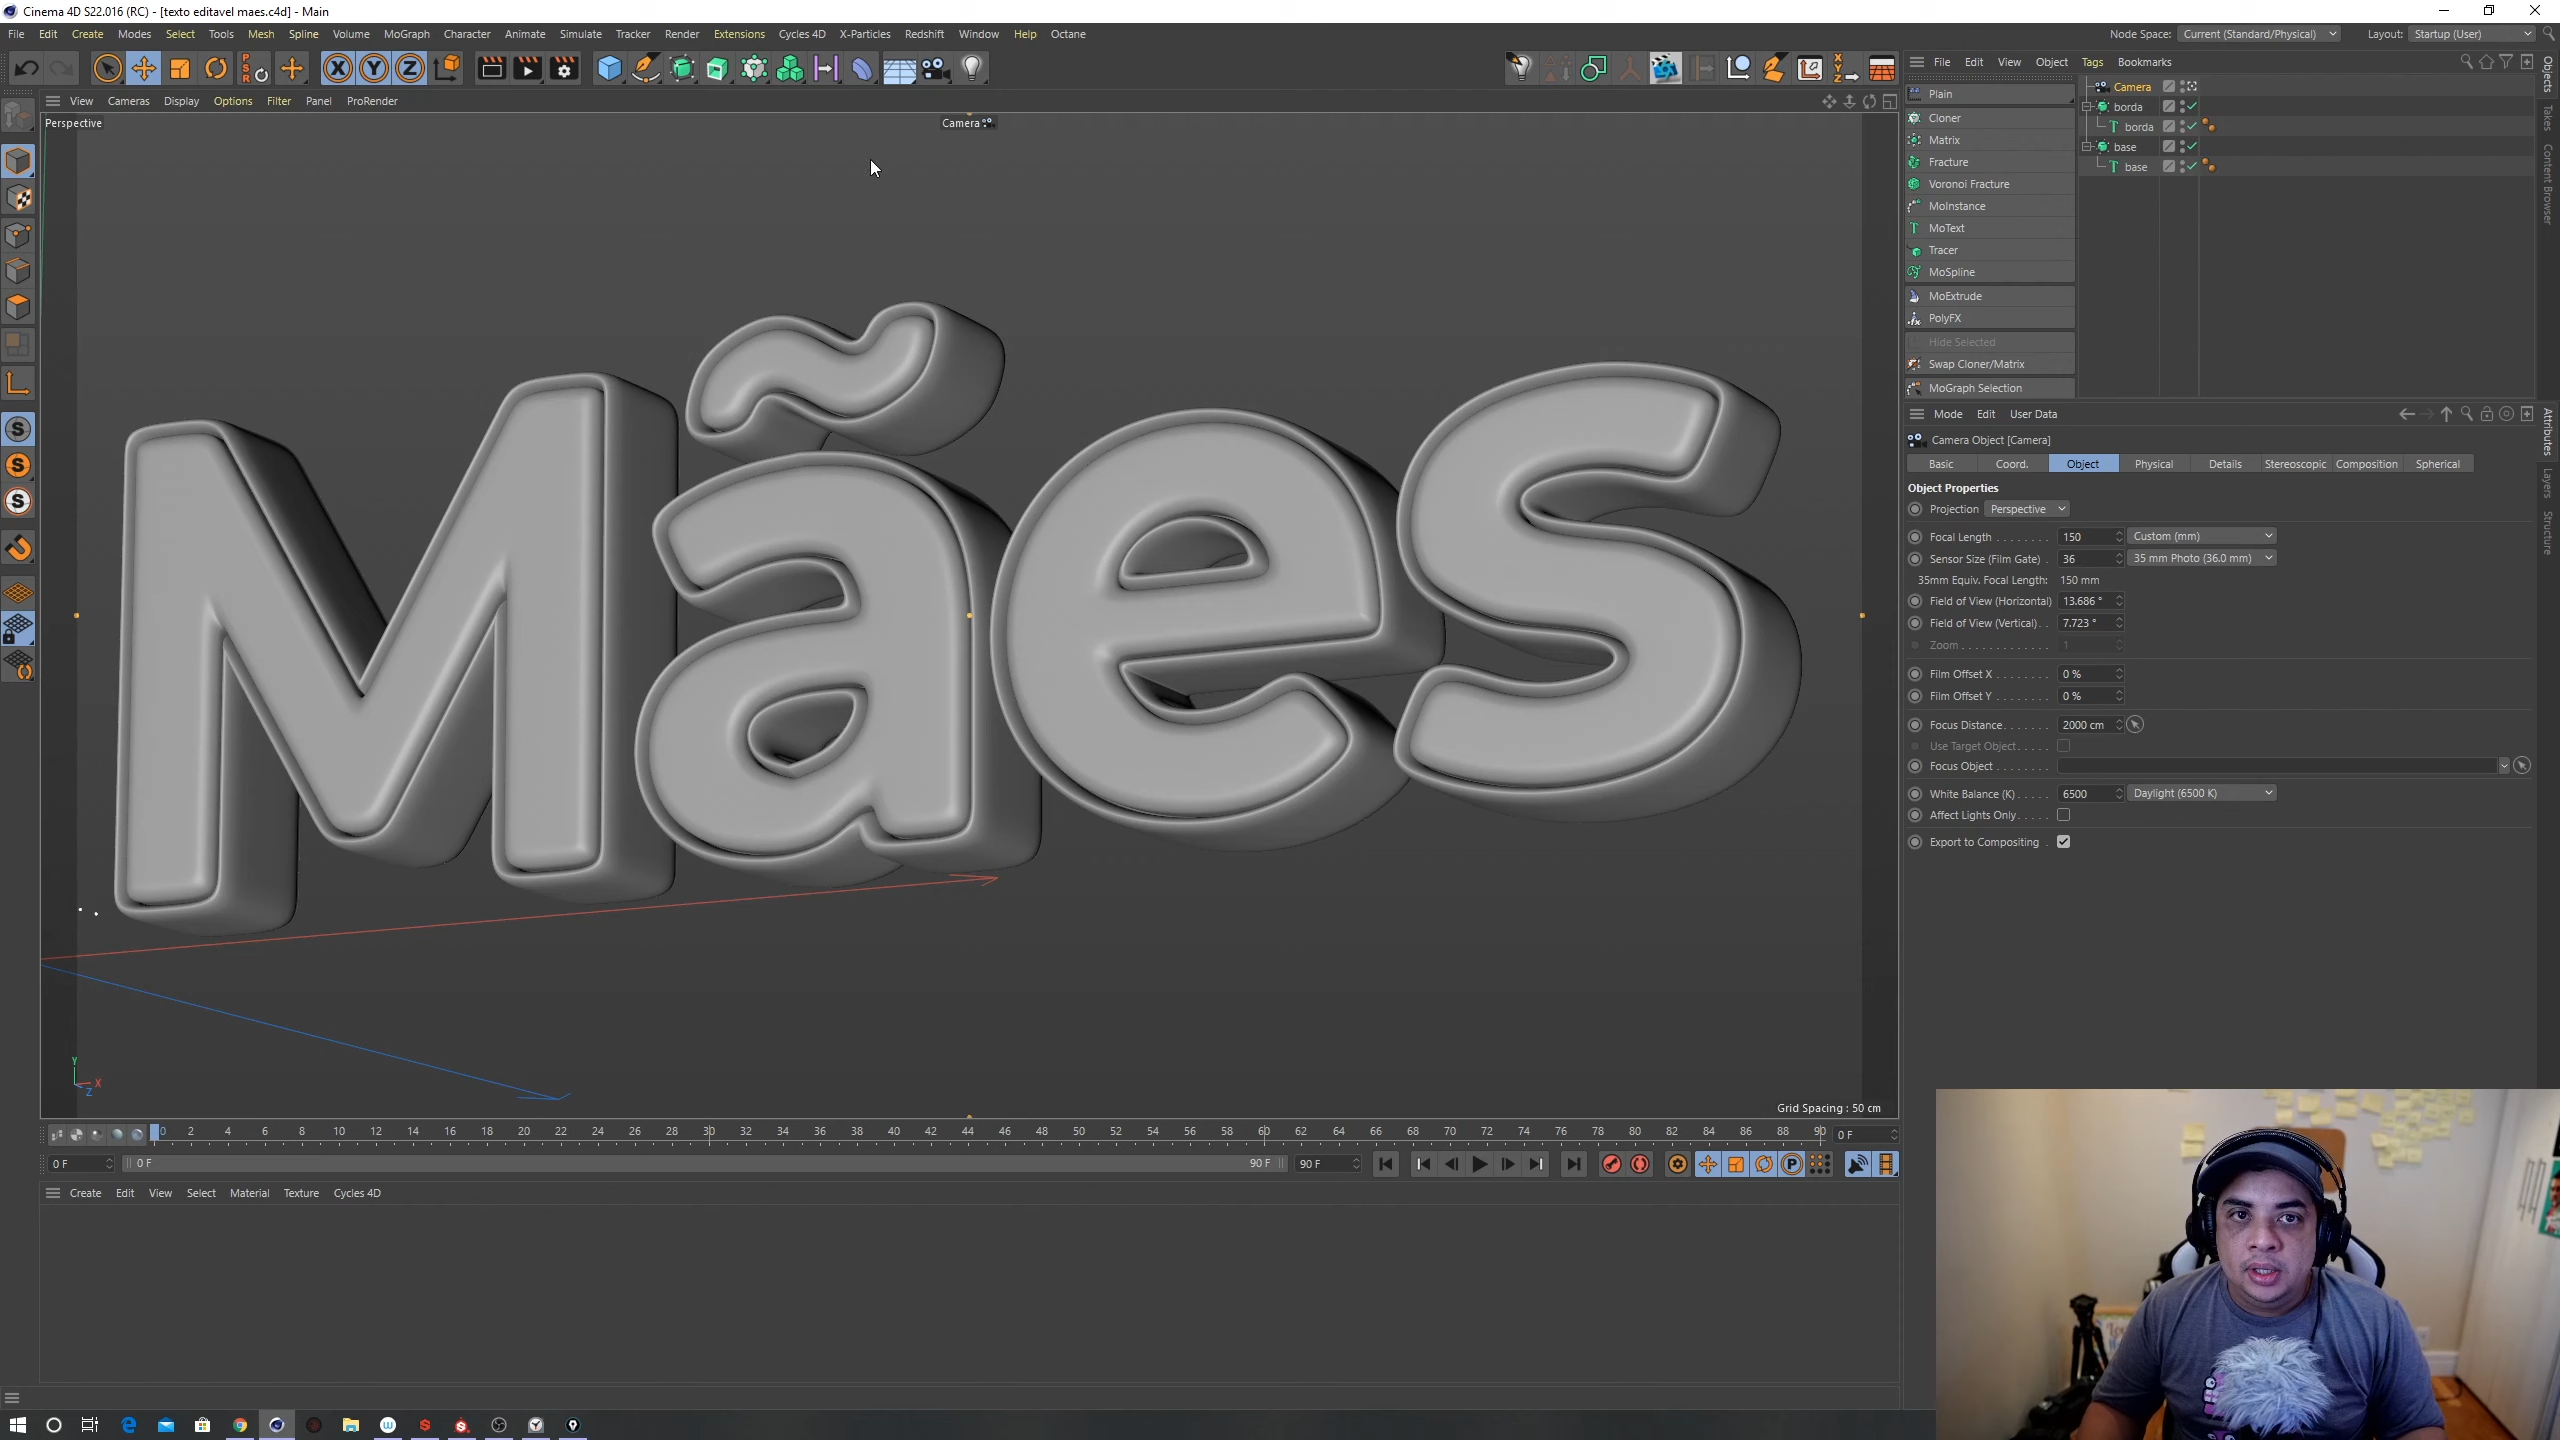 Cinema 4D S22.016 (RC) - [texto editavel maes.c4d] - Main
File Edit Create Modes Select Tools Mesh Spline Volume MoGraph Character Animate Simulate Tracker Render Extensions Cycles 4D X-Particles Redshift Window Help Octane
Node Space: Current (Standard/Physical) Layout: Startup (User)
PSR X Y Z
File Edit View Object Tags Bookmarks
View Cameras Display Options Filter Panel ProRender
Perspective
Camera
Plain
Cloner
Matrix
Fracture
Voronoi Fracture
MoInstance
MoText
Tracer
MoSpline
MoExtrude
PolyFX
Hide Selected
Swap Cloner/Matrix
MoGraph Selection
Camera
borda
borda
base
base
Objects
Takes
Content Browser
Mode Edit User Data
Camera Object [Camera]
Basic Coord. Object Physical Details Stereoscopic Composition Spherical
Object Properties
Projection Perspective
Focal Length . . . . . . . . 150 Custom (mm)
Sensor Size (Film Gate) . 36 35 mm Photo (36.0 mm)
35mm Equiv. Focal Length: 150 mm
Field of View (Horizontal) 13.686 °
Field of View (Vertical) . . 7.723 °
Zoom . . . . . . . . . . . . . 1
Film Offset X . . . . . . . . 0 %
Film Offset Y . . . . . . . . 0 %
Focus Distance . . . . . . . 2000 cm
Use Target Object . . . . .
Focus Object . . . . . . . .
White Balance (K) . . . . . 6500 Daylight (6500 K)
Affect Lights Only . . . . .
Export to Compositing .
Attributes
Layers
Structure
Mães
Y
X
Z
Grid Spacing : 50 cm
0 2 4 6 8 10 12 14 16 18 20 22 24 26 28 30 32 34 36 38 40 42 44 46 48 50 52 54 56 58 60 62 64 66 68 70 72 74 76 78 80 82 84 86 88 90 0 F
0 F 0 F 90 F 90 F
Create Edit View Select Material Texture Cycles 4D